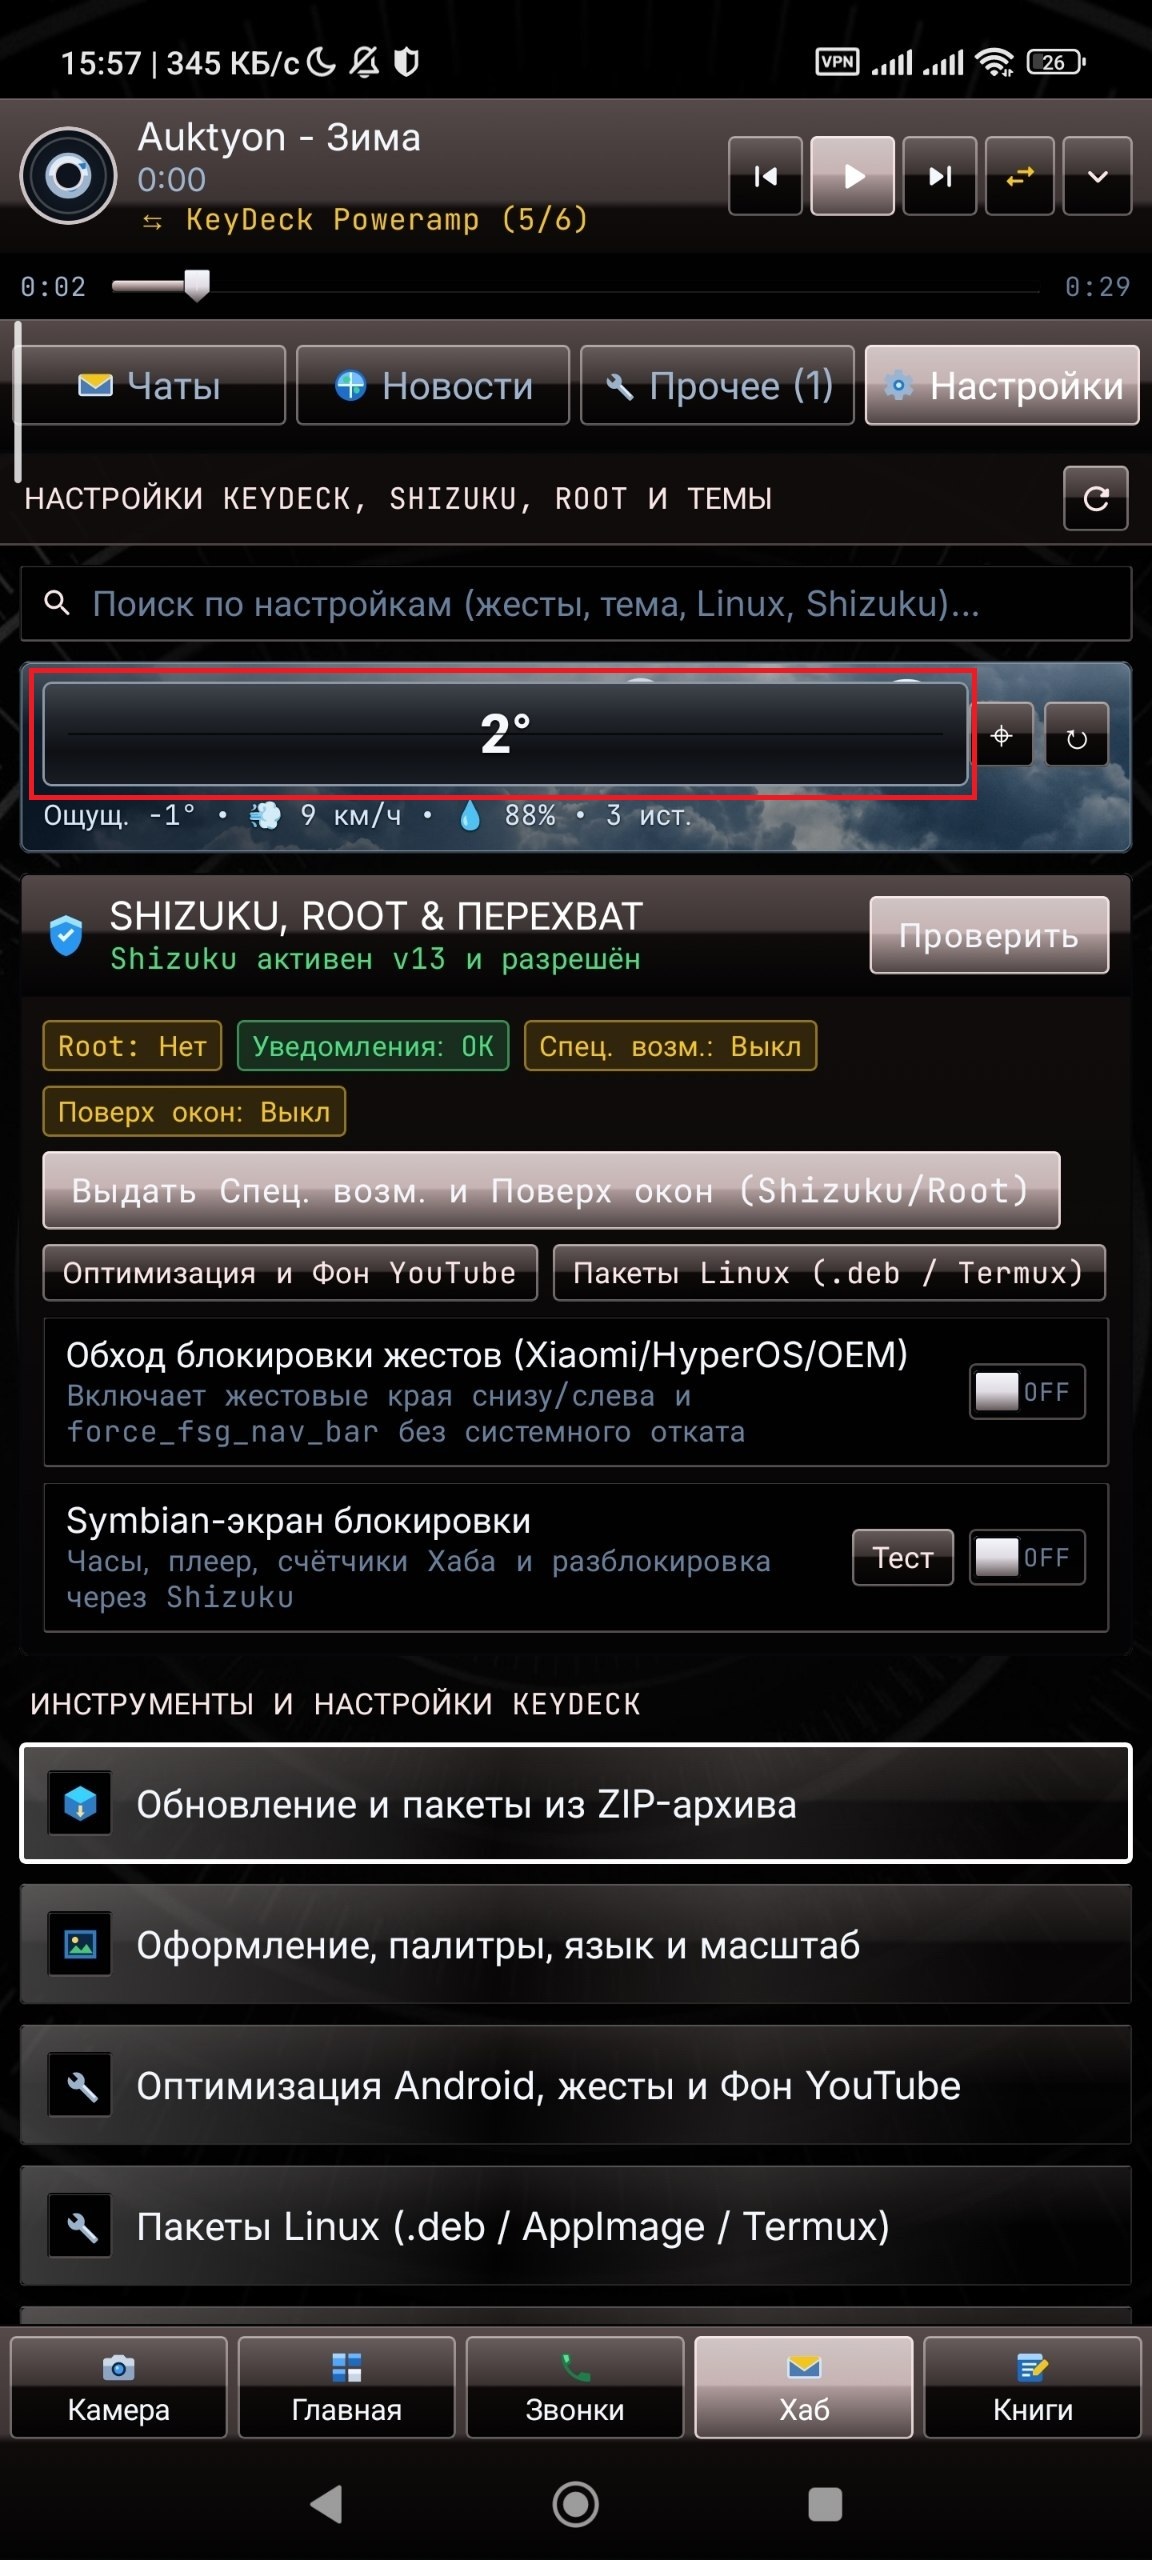 15:57 | 345 КБ/с
VPN
26
Auktyon - Зима
0:00
⇆ KeyDeck Poweramp (5/6)
0:02
0:29
Чаты
Новости
Прочее (1)
Настройки
НАСТРОЙКИ KEYDECK, SHIZUKU, ROOT И ТЕМЫ
Поиск по настройкам (жесты, тема, Linux, Shizuku)...
2°
Ощущ. -1° • 9 км/ч • 88% • 3 ист.
SHIZUKU, ROOT & ПЕРЕХВАТ
Shizuku активен v13 и разрешён
Проверить
Root: Нет
Уведомления: OK
Спец. возм.: Выкл
Поверх окон: Выкл
Выдать Спец. возм. и Поверх окон (Shizuku/Root)
Оптимизация и Фон YouTube
Пакеты Linux (.deb / Termux)
Обход блокировки жестов (Xiaomi/HyperOS/OEM)
Включает жестовые края снизу/слева и
force_fsg_nav_bar без системного отката
OFF
Symbian-экран блокировки
Часы, плеер, счётчики Хаба и разблокировка
через Shizuku
Тест
OFF
ИНСТРУМЕНТЫ И НАСТРОЙКИ KEYDECK
Обновление и пакеты из ZIP-архива
Оформление, палитры, язык и масштаб
Оптимизация Android, жесты и Фон YouTube
Пакеты Linux (.deb / AppImage / Termux)
Камера
Главная
Звонки
Хаб
Книги